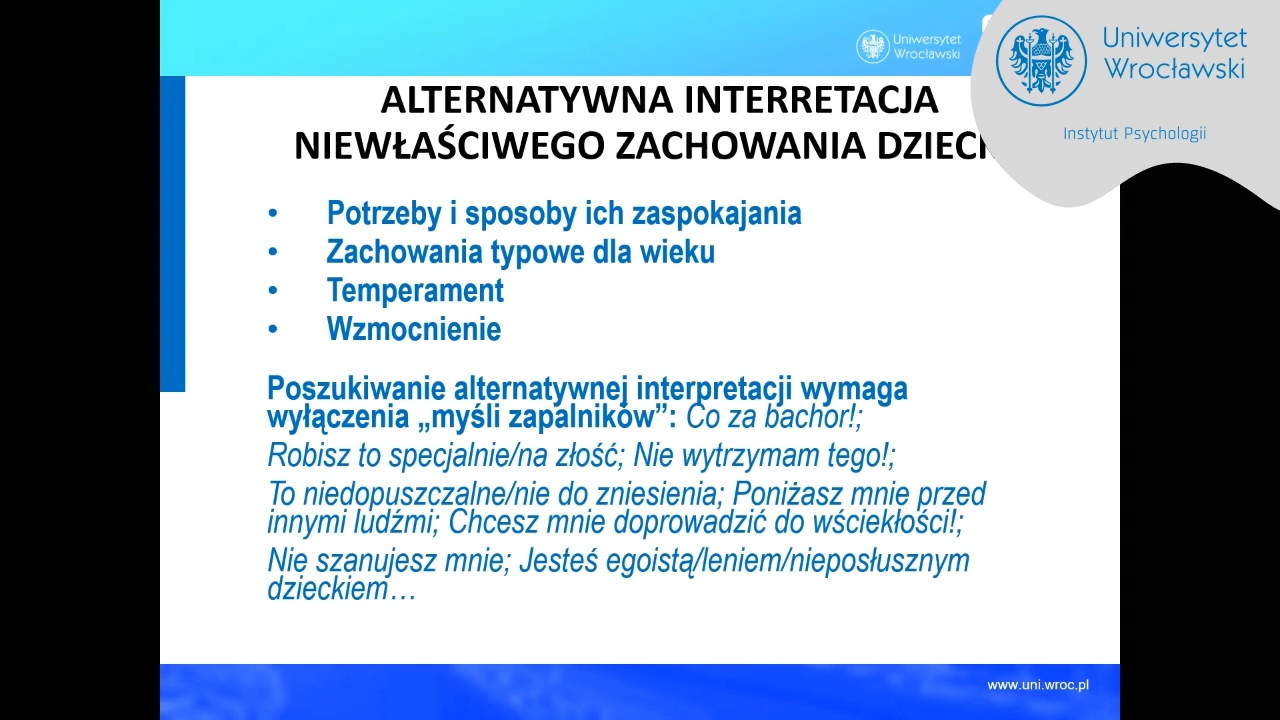 Uniwersytet
Wrocławski
Uniwersytet
Wrocławski
Instytut Psychologii
ALTERNATYWNA INTERRETACJA
NIEWŁAŚCIWEGO ZACHOWANIA
• Potrzeby i sposoby ich zaspokajania
• Zachowania typowe dla wieku
• Temperament
• Wzmocnienie
Poszukiwanie alternatywnej interpretacji wymaga
wyłączenia „myśli zapalników”: Co za bachor!;
Robisz to specjalnie/na złość; Nie wytrzymam tego!;
To niedopuszczalne/nie do zniesienia; Poniżasz mnie przed
innymi ludźmi; Chcesz mnie doprowadzić do wściekłości!;
Nie szanujesz mnie; Jesteś egoistą/leniem/nieposłusznym
dzieckiem…
www.uni.wroc.pl